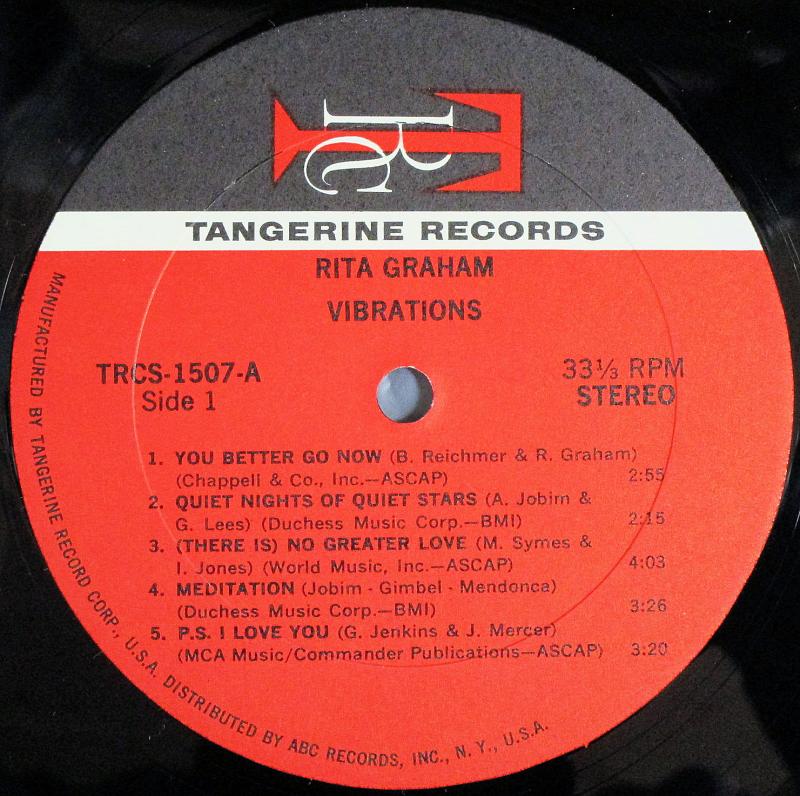 TRC
TANGERINE RECORDS
RITA GRAHAM
VIBRATIONS
TRCS-1507-A
Side 1
33⅓ RPM
STEREO
1. YOU BETTER GO NOW (B. Reichmer & R. Graham)
(Chappell & Co., Inc.—ASCAP) 2:55
2. QUIET NIGHTS OF QUIET STARS (A. Jobim &
G. Lees) (Duchess Music Corp.—BMI) 2:15
3. (THERE IS) NO GREATER LOVE (M. Symes &
I. Jones) (World Music, Inc.—ASCAP) 4:03
4. MEDITATION (Jobim - Gimbel - Mendonca)
(Duchess Music Corp.—BMI) 3:26
5. P.S. I LOVE YOU (G. Jenkins & J. Mercer)
(MCA Music/Commander Publications—ASCAP) 3:20
MANUFACTURED BY TANGERINE RECORD CORP., U.S.A. DISTRIBUTED BY ABC RECORDS, INC., N. Y., U.S.A.